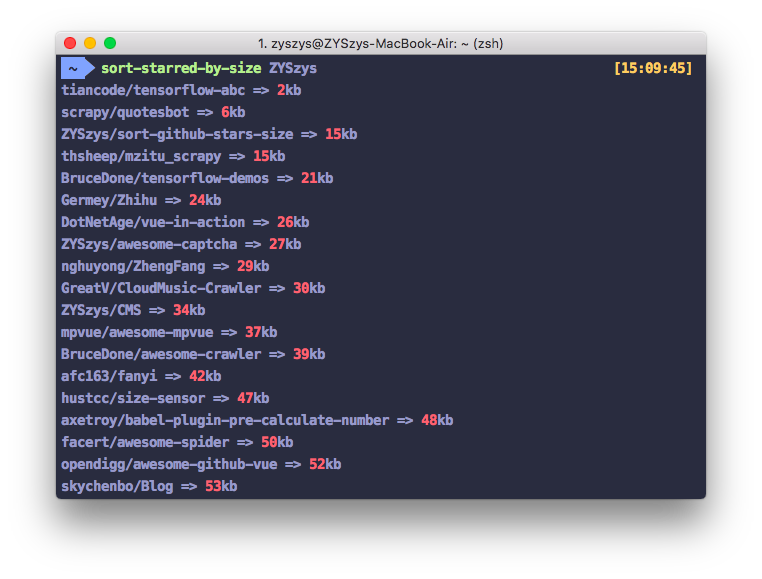 1. zyszys@ZYSzys-MacBook-Air: ~ (zsh)
~ sort-starred-by-size ZYSzys [15:09:45]
tiancode/tensorflow-abc => 2kb
scrapy/quotesbot => 6kb
ZYSzys/sort-github-stars-size => 15kb
thsheep/mzitu_scrapy => 15kb
BruceDone/tensorflow-demos => 21kb
Germey/Zhihu => 24kb
DotNetAge/vue-in-action => 26kb
ZYSzys/awesome-captcha => 27kb
nghuyong/ZhengFang => 29kb
GreatV/CloudMusic-Crawler => 30kb
ZYSzys/CMS => 34kb
mpvue/awesome-mpvue => 37kb
BruceDone/awesome-crawler => 39kb
afc163/fanyi => 42kb
hustcc/size-sensor => 47kb
axetroy/babel-plugin-pre-calculate-number => 48kb
facert/awesome-spider => 50kb
opendigg/awesome-github-vue => 52kb
skychenbo/Blog => 53kb